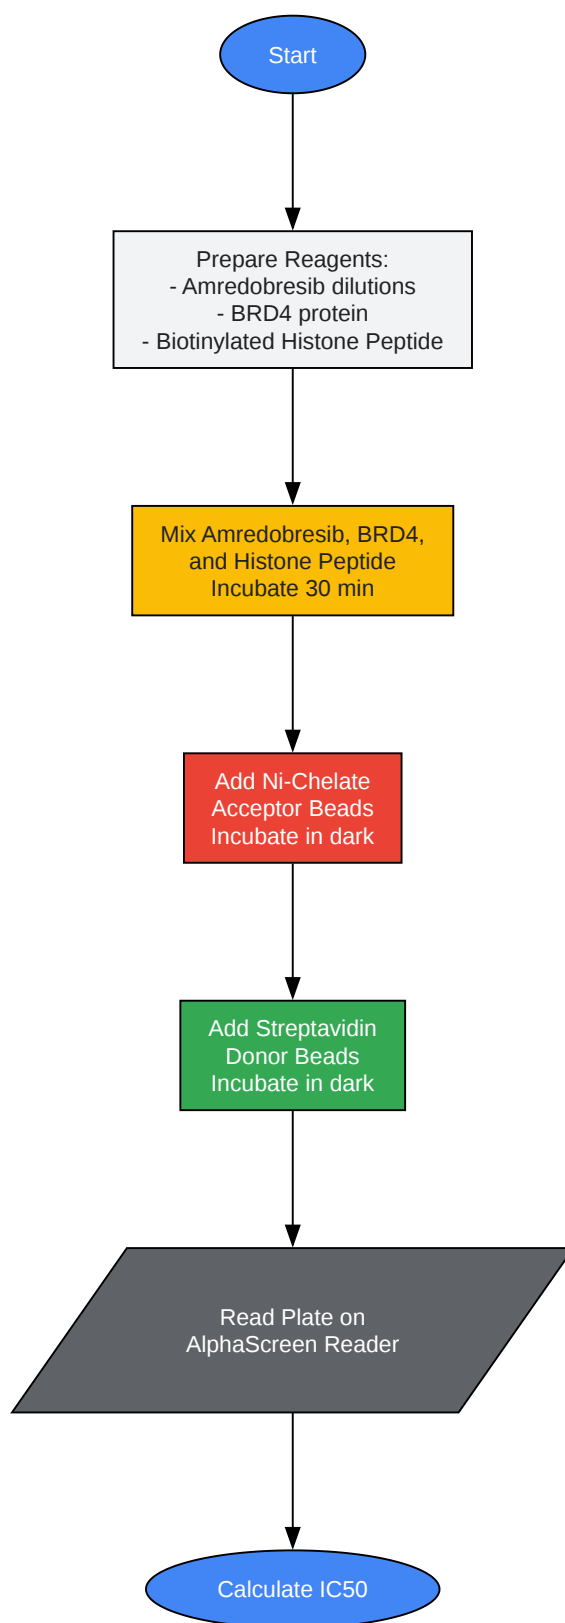 Start
Prepare Reagents:
- Amredobresib dilutions
- BRD4 protein
- Biotinylated Histone Peptide
Mix Amredobresib, BRD4,
and Histone Peptide
Incubate 30 min
Add Ni-Chelate
Acceptor Beads
Incubate in dark
Add Streptavidin
Donor Beads
Incubate in dark
Read Plate on
AlphaScreen Reader
Calculate IC50